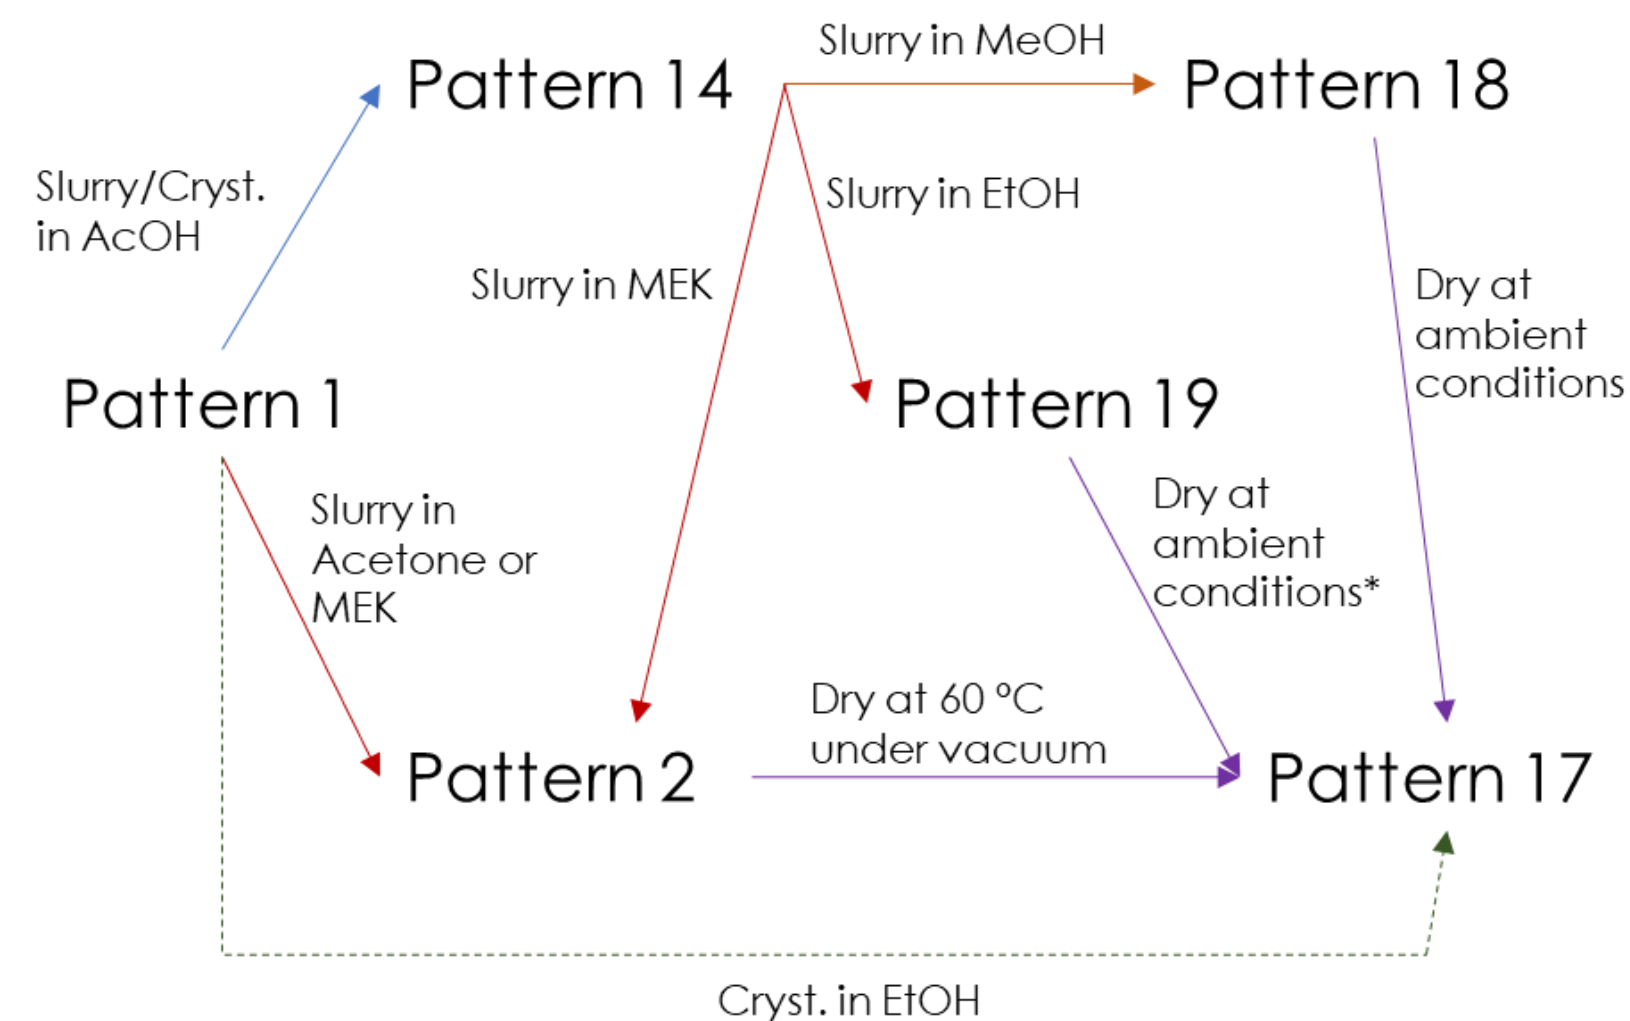 Slurry in MeOH
Pattern 14
Pattern 18
Slurry/Cryst.
in AcOH
Slurry in EtOH
Slurry in MEK
Dry at
ambient
conditions
Pattern 1
Pattern 19
Slurry in
Acetone or
MEK
Dry at
ambient
conditions*
Dry at 60 ºC
under vacuum
Pattern 2
Pattern 17
Cryst. in EtOH